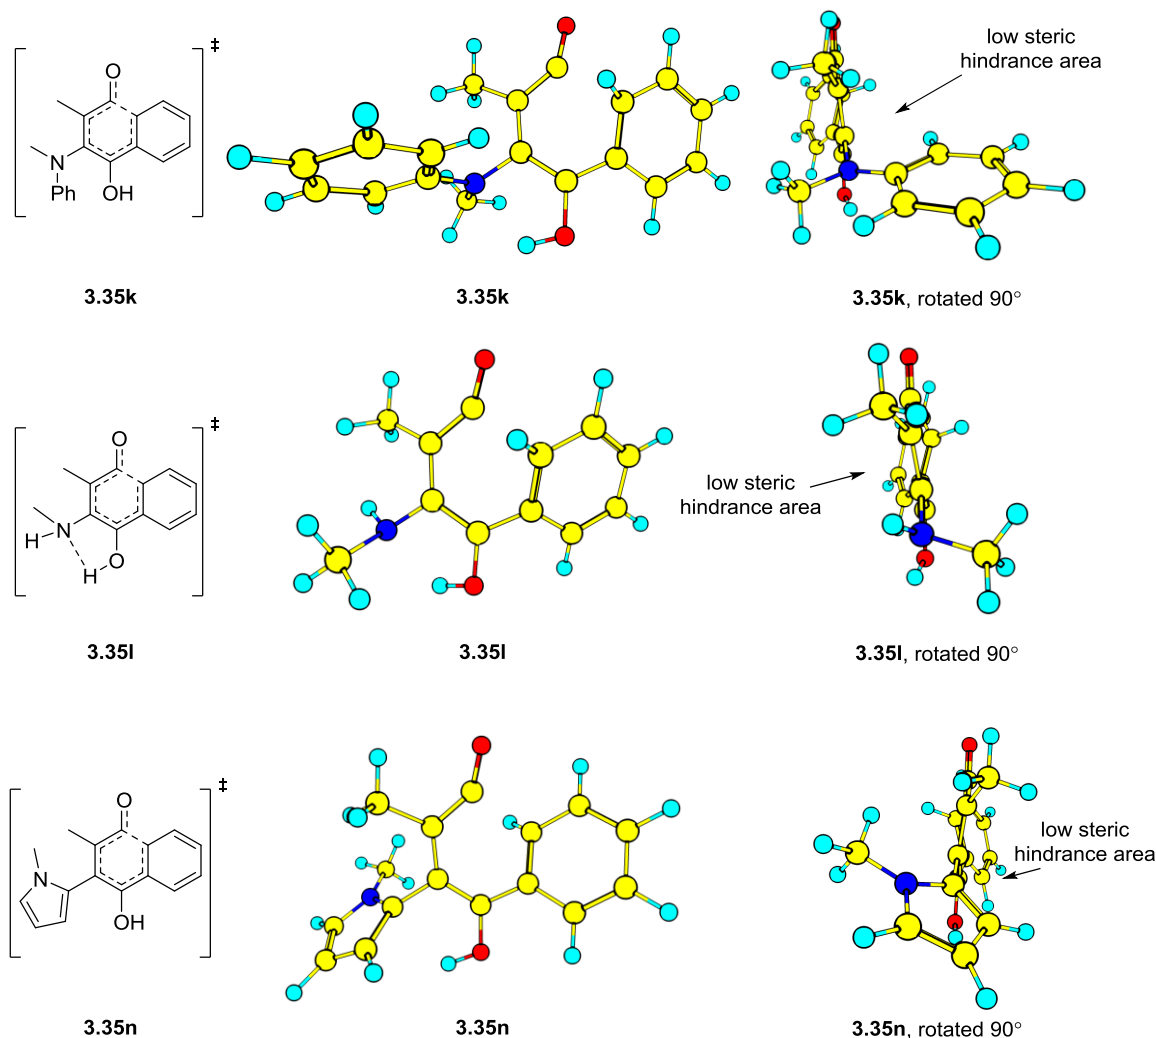 ‡
O
N
Ph
OH
low steric
hindrance area
3.35k
3.35k
3.35k, rotated 90°
‡
O
N
H
H
O
low steric
hindrance area
3.35l
3.35l
3.35l, rotated 90°
‡
O
N
OH
low steric
hindrance area
3.35n
3.35n
3.35n, rotated 90°